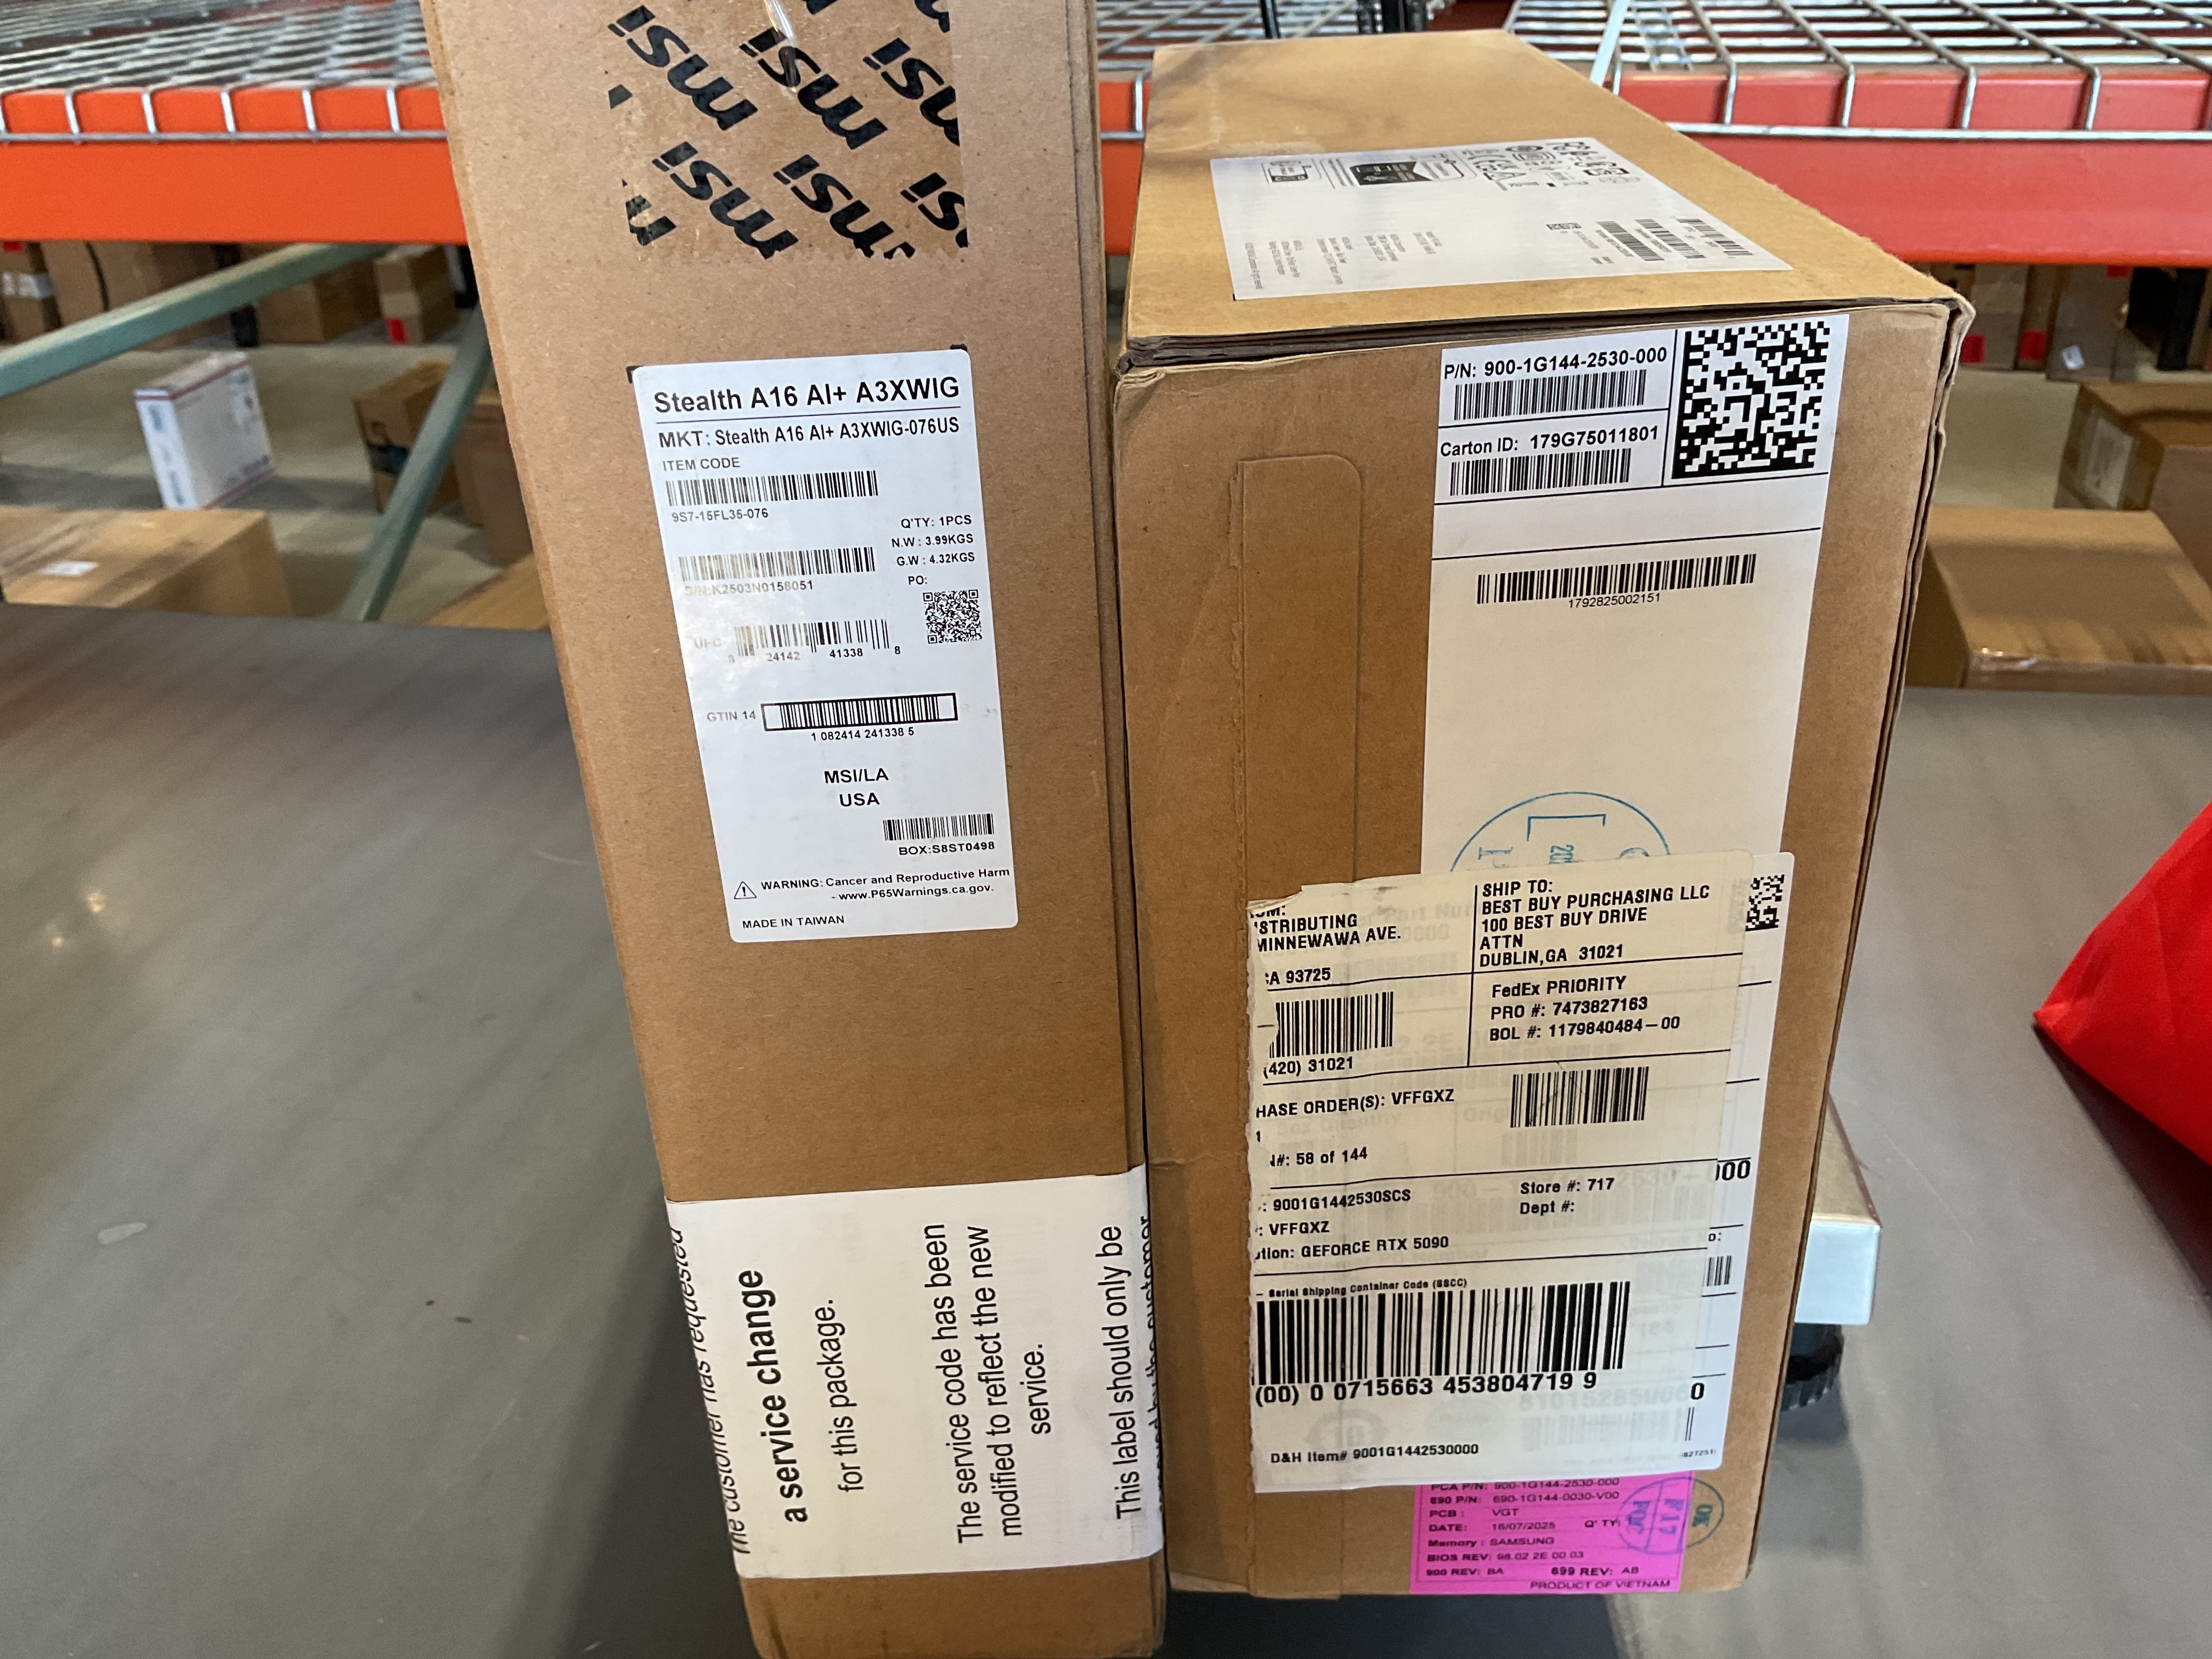 msi msi msi
msi msi
Stealth A16 AI+ A3XWIG
MKT: Stealth A16 AI+ A3XWIG-076US
ITEM CODE
9S7-15FL35-076
Q'TY: 1PCS
N.W : 3.99KGS
G.W : 4.32KGS
PO:
S/N:K2503N0158051
UPC
8 24142 41338 8
GTIN 14
1 082414 241338 5
MSI/LA
USA
BOX:S8ST0498
WARNING: Cancer and Reproductive Harm
- www.P65Warnings.ca.gov.
MADE IN TAIWAN
The customer has requested
a service change
for this package.
The service code has been
modified to reflect the new
service.
This label should only be
P/N: 900-1G144-2530-000
Carton ID: 179G75011801
1792825002151
STRIBUTING
MINNEWAWA AVE.
CA 93725
SHIP TO:
BEST BUY PURCHASING LLC
100 BEST BUY DRIVE
ATTN
DUBLIN,GA 31021
FedEx PRIORITY
PRO #: 7473827163
BOL #: 1179840484-00
(420) 31021
HASE ORDER(S): VFFGXZ
#: 58 of 144
: 9001G1442530SCS
Store #: 717
Dept #:
: VFFGXZ
tion: GEFORCE RTX 5090
Serial Shipping Container Code (SSCC)
(00) 0 0715663 453804719 9
D&H Item# 9001G1442530000
PCA P/N: 900-1G144-2530-000
690 P/N: 690-1G144-0030-V00
PCB : VGT
DATE: 16/07/2025 Q' TY:
Memory : SAMSUNG
BIOS REV: 98.02.2E.00.03
900 REV: BA 699 REV: AB
PRODUCT OF VIETNAM